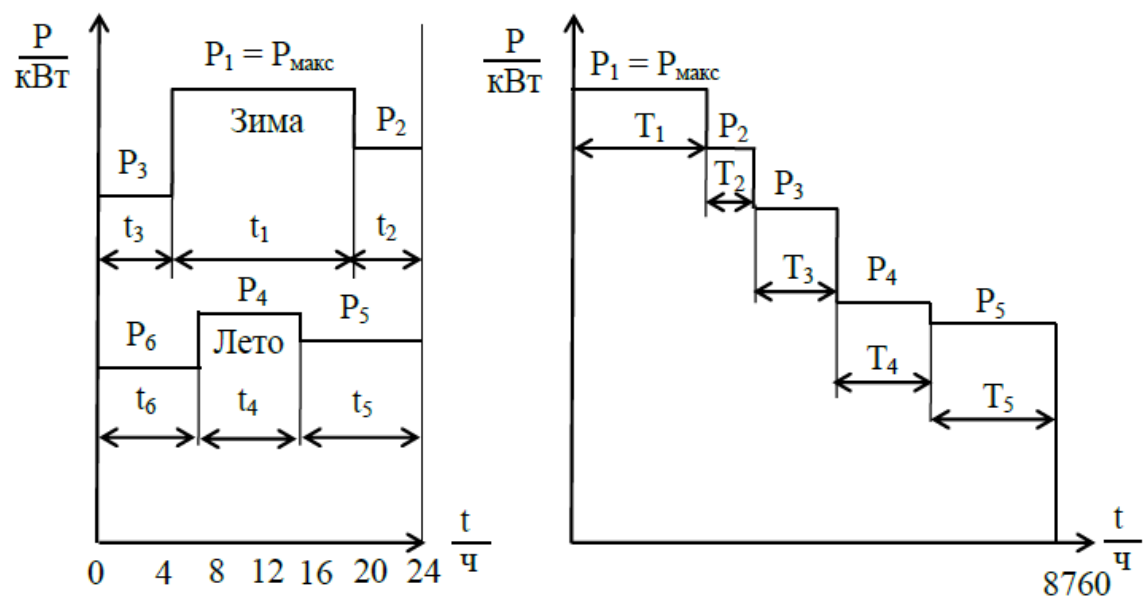 P
кВт
P₁ = Pмакс
Зима
P₂
P₃
t₃
t₁
t₂
P₄
P₅
P₆
Лето
t₆
t₄
t₅
t
ч
0 4 8 12 16 20 24
P
кВт
P₁ = Pмакс
T₁
P₂
T₂
P₃
T₃
P₄
P₅
T₄
T₅
t
ч
8760